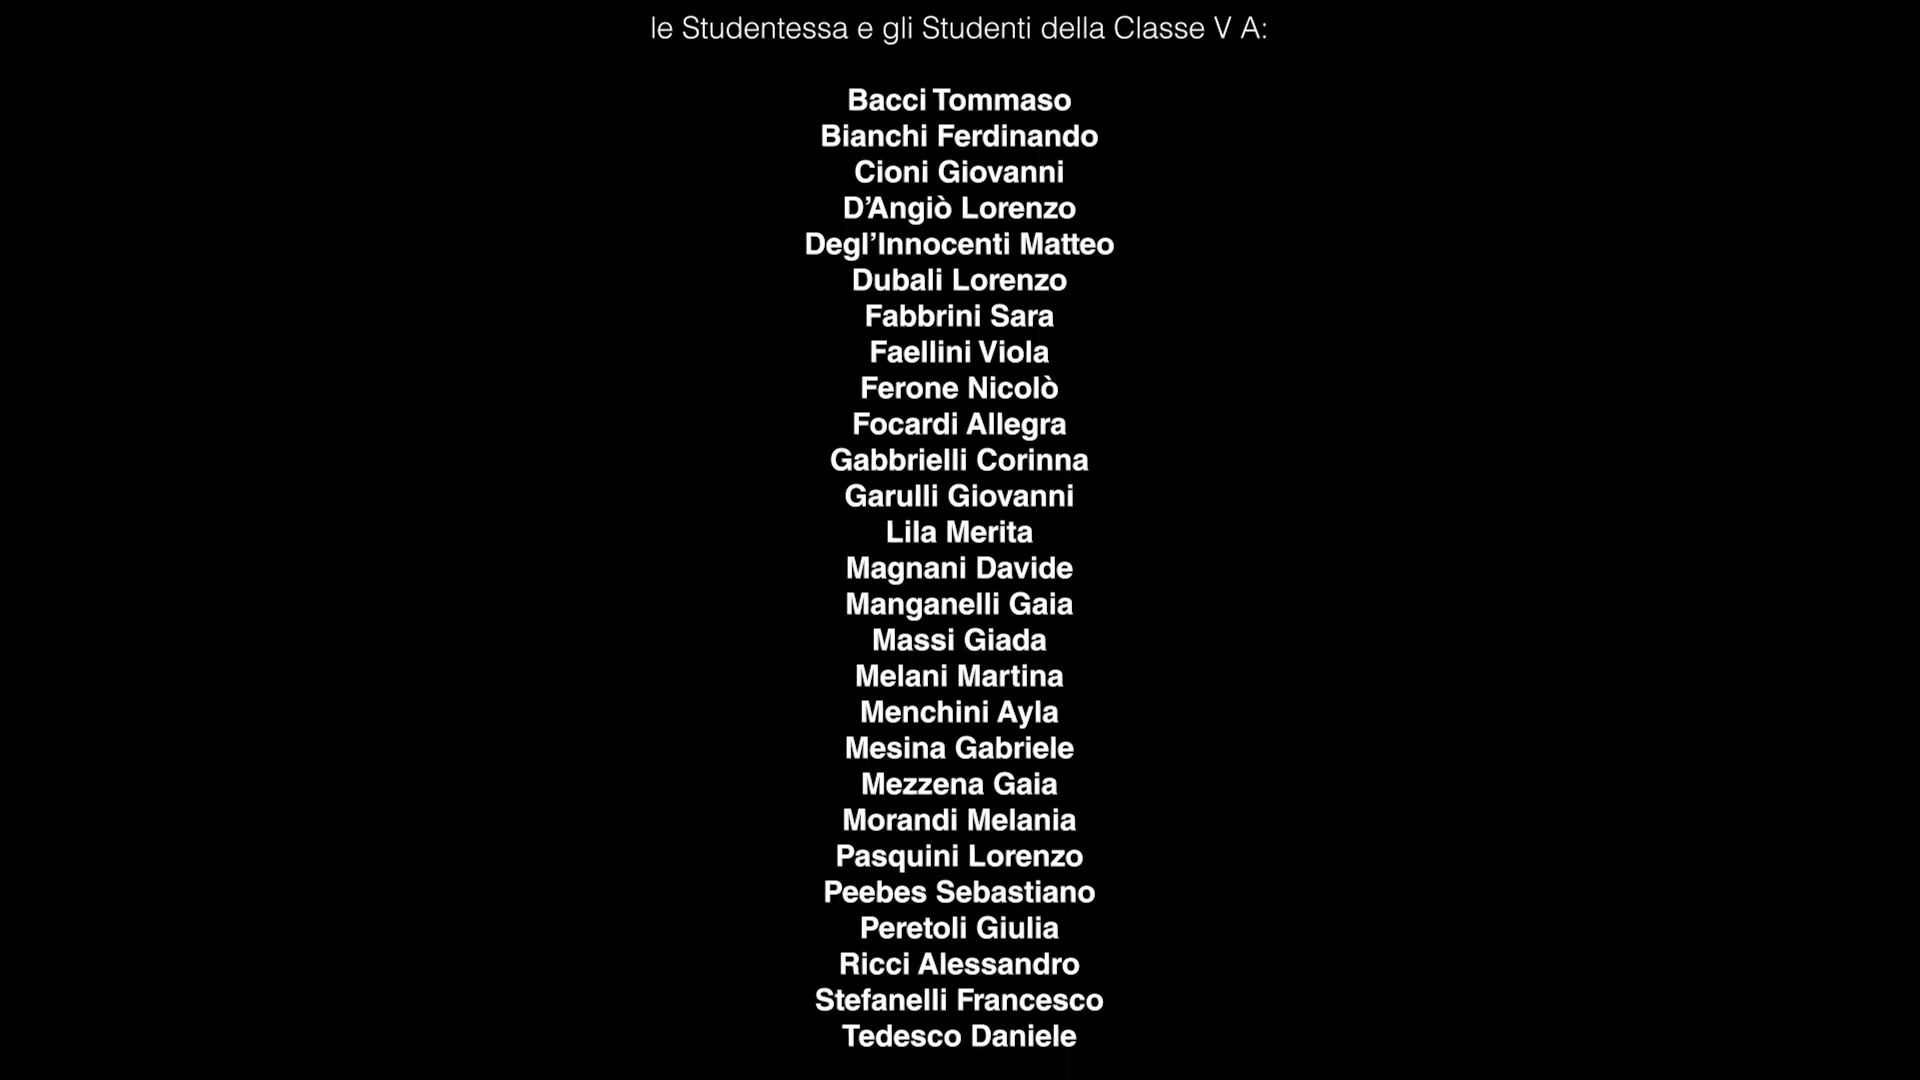 le Studentessa e gli Studenti della Classe V A:
Bacci Tommaso
Bianchi Ferdinando
Cioni Giovanni
D’Angiò Lorenzo
Degl’Innocenti Matteo
Dubali Lorenzo
Fabbrini Sara
Faellini Viola
Ferone Nicolò
Focardi Allegra
Gabbrielli Corinna
Garulli Giovanni
Lila Merita
Magnani Davide
Manganelli Gaia
Massi Giada
Melani Martina
Menchini Ayla
Mesina Gabriele
Mezzena Gaia
Morandi Melania
Pasquini Lorenzo
Peebes Sebastiano
Peretoli Giulia
Ricci Alessandro
Stefanelli Francesco
Tedesco Daniele